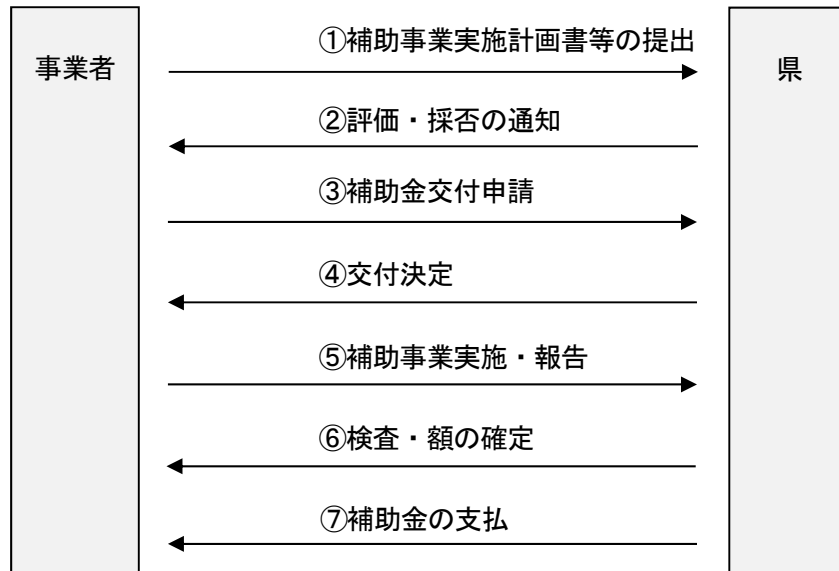 事業者
県
①補助事業実施計画書等の提出
②評価・採否の通知
③補助金交付申請
④交付決定
⑤補助事業実施・報告
⑥検査・額の確定
⑦補助金の支払